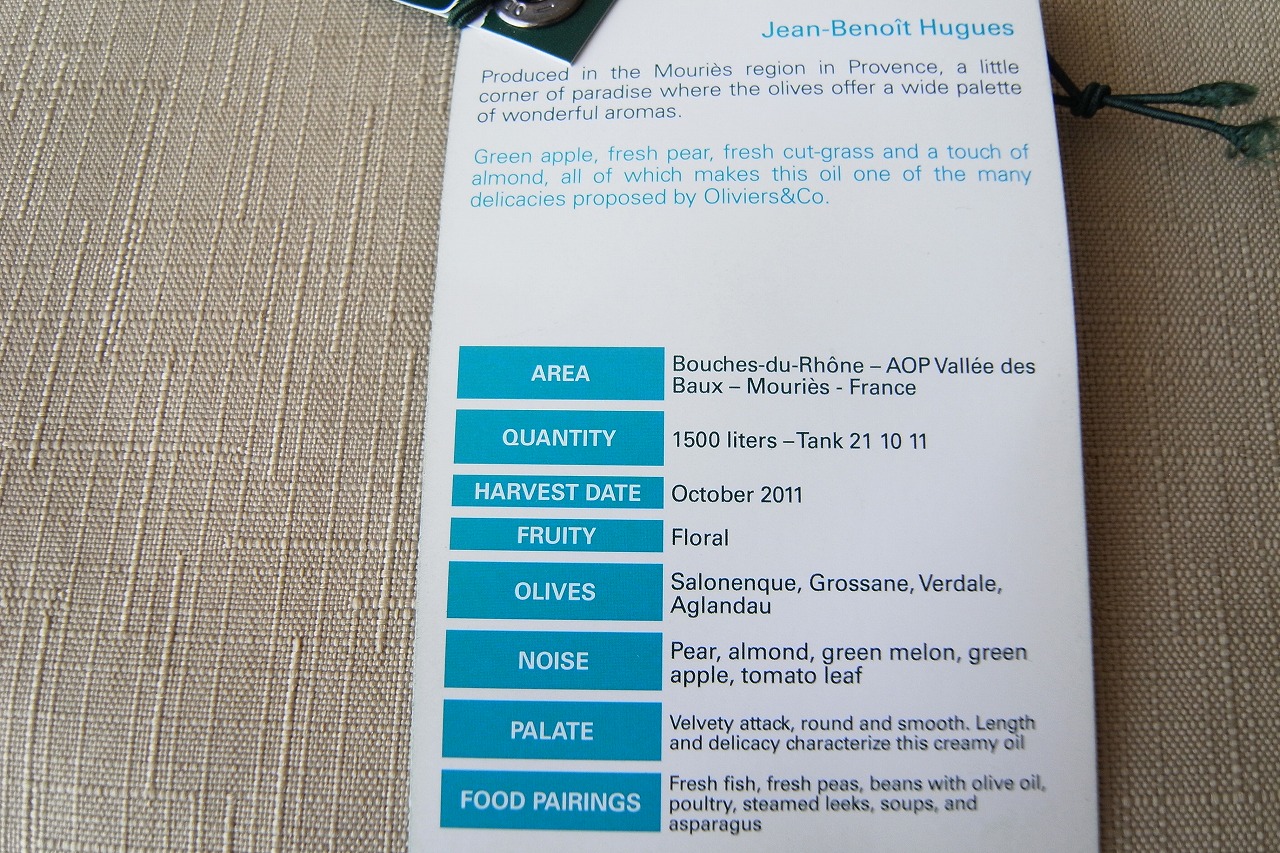 Jean-Benoît Hugues
Produced in the Mouriès region in Provence, a little
corner of paradise where the olives offer a wide palette
of wonderful aromas.
Green apple, fresh pear, fresh cut-grass and a touch of
almond, all of which makes this oil one of the many
delicacies proposed by Oliviers&Co.
AREA
Bouches-du-Rhône – AOP Vallée des
Baux – Mouriès - France
QUANTITY
1500 liters –Tank 21 10 11
HARVEST DATE
October 2011
FRUITY
Floral
OLIVES
Salonenque, Grossane, Verdale,
Aglandau
NOISE
Pear, almond, green melon, green
apple, tomato leaf
PALATE
Velvety attack, round and smooth. Length
and delicacy characterize this creamy oil
FOOD PAIRINGS
Fresh fish, fresh peas, beans with olive oil,
poultry, steamed leeks, soups, and
asparagus